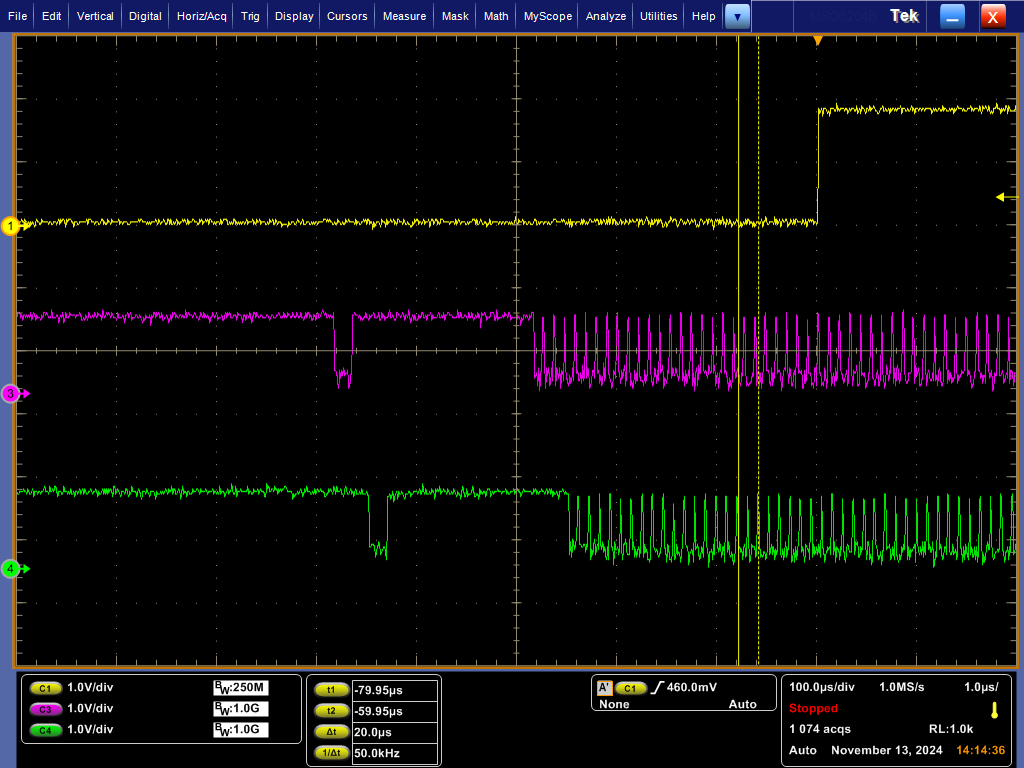 File Edit Vertical Digital Horiz/Acq Trig Display Cursors Measure Mask Math MyScope Analyze Utilities Help Tek X
1
3
4
C1 1.0V/div BW:250M
C3 1.0V/div BW:1.0G
C4 1.0V/div BW:1.0G
t1 -79.95µs
t2 -59.95µs
Δt 20.0µs
1/Δt 50.0kHz
A' C1 460.0mV
None Auto
100.0µs/div 1.0MS/s 1.0µs/
Stopped
1 074 acqs RL:1.0k
Auto November 13, 2024 14:14:36